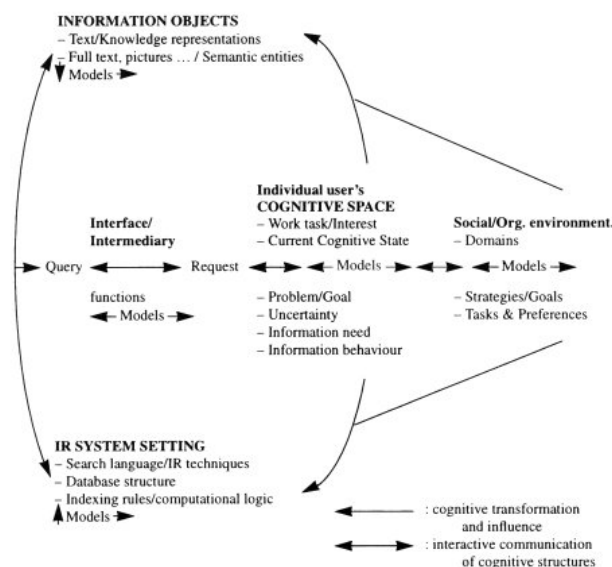 INFORMATION OBJECTS
– Text/Knowledge representations
– Full text, pictures … / Semantic entities
Models
Individual user's
COGNITIVE SPACE
– Work task/Interest
– Current Cognitive State
Interface/
Intermediary
Social/Org. environment.
– Domains
Query
Request
Models
Models
functions
Models
– Problem/Goal
– Uncertainty
– Information need
– Information behaviour
– Strategies/Goals
– Tasks & Preferences
IR SYSTEM SETTING
– Search language/IR techniques
– Database structure
– Indexing rules/computational logic
Models
: cognitive transformation
and influence
: interactive communication
of cognitive structures